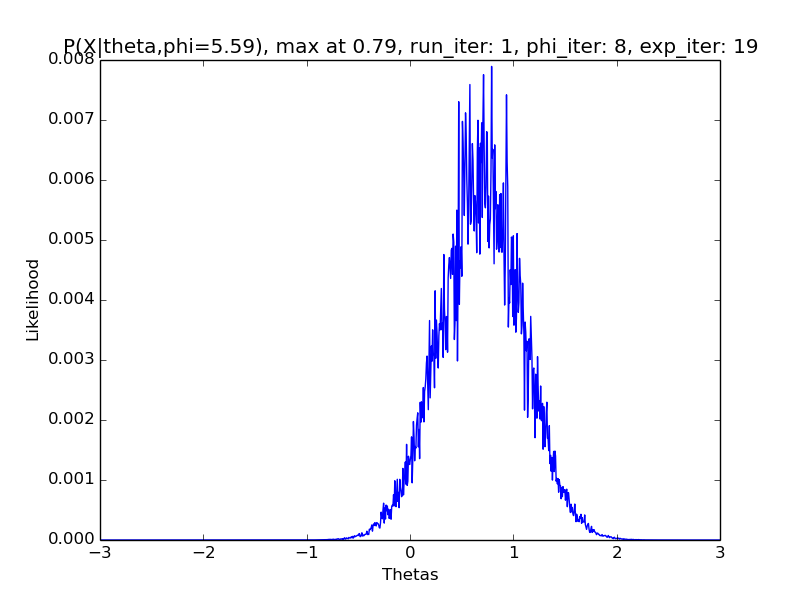 P(X|theta,phi=5.59), max at 0.79, run_iter: 1, phi_iter: 8, exp_iter: 19
0.008
0.007
0.006
0.005
0.004
0.003
0.002
0.001
0.000
Likelihood
−3 −2 −1 0 1 2 3
Thetas